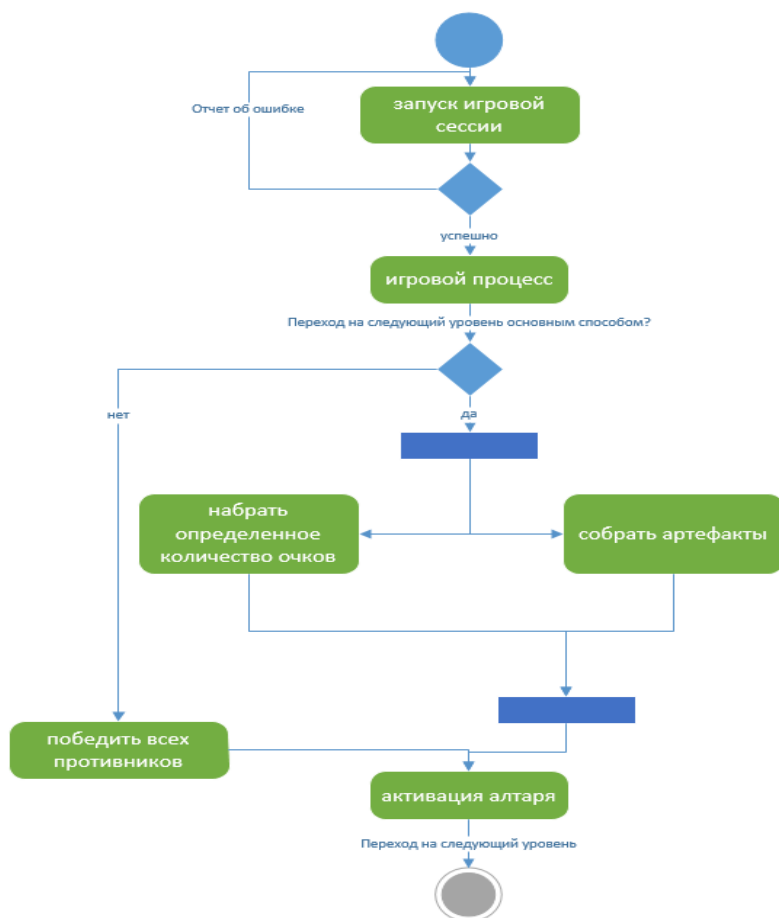 Отчет об ошибке
запуск игровой
сессии
успешно
игровой процесс
Переход на следующий уровень основным способом?
нет
да
набрать
определенное
количество очков
собрать артефакты
победить всех
противников
активация алтаря
Переход на следующий уровень